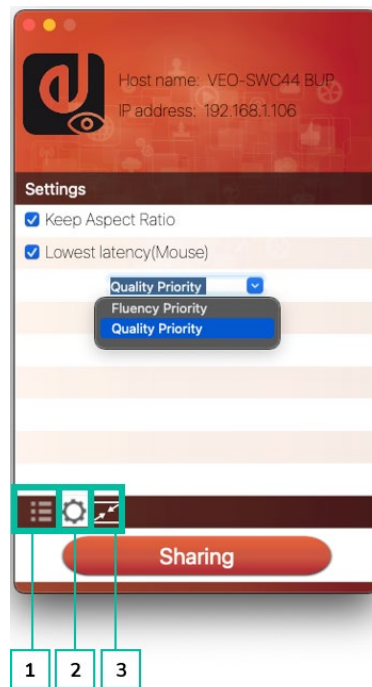 Host name: VEO-SWC44 BUP
IP address: 192.168.1.106
Settings
Keep Aspect Ratio
Lowest latency(Mouse)
Quality Priority
Fluency Priority
Quality Priority
Sharing
1 2 3